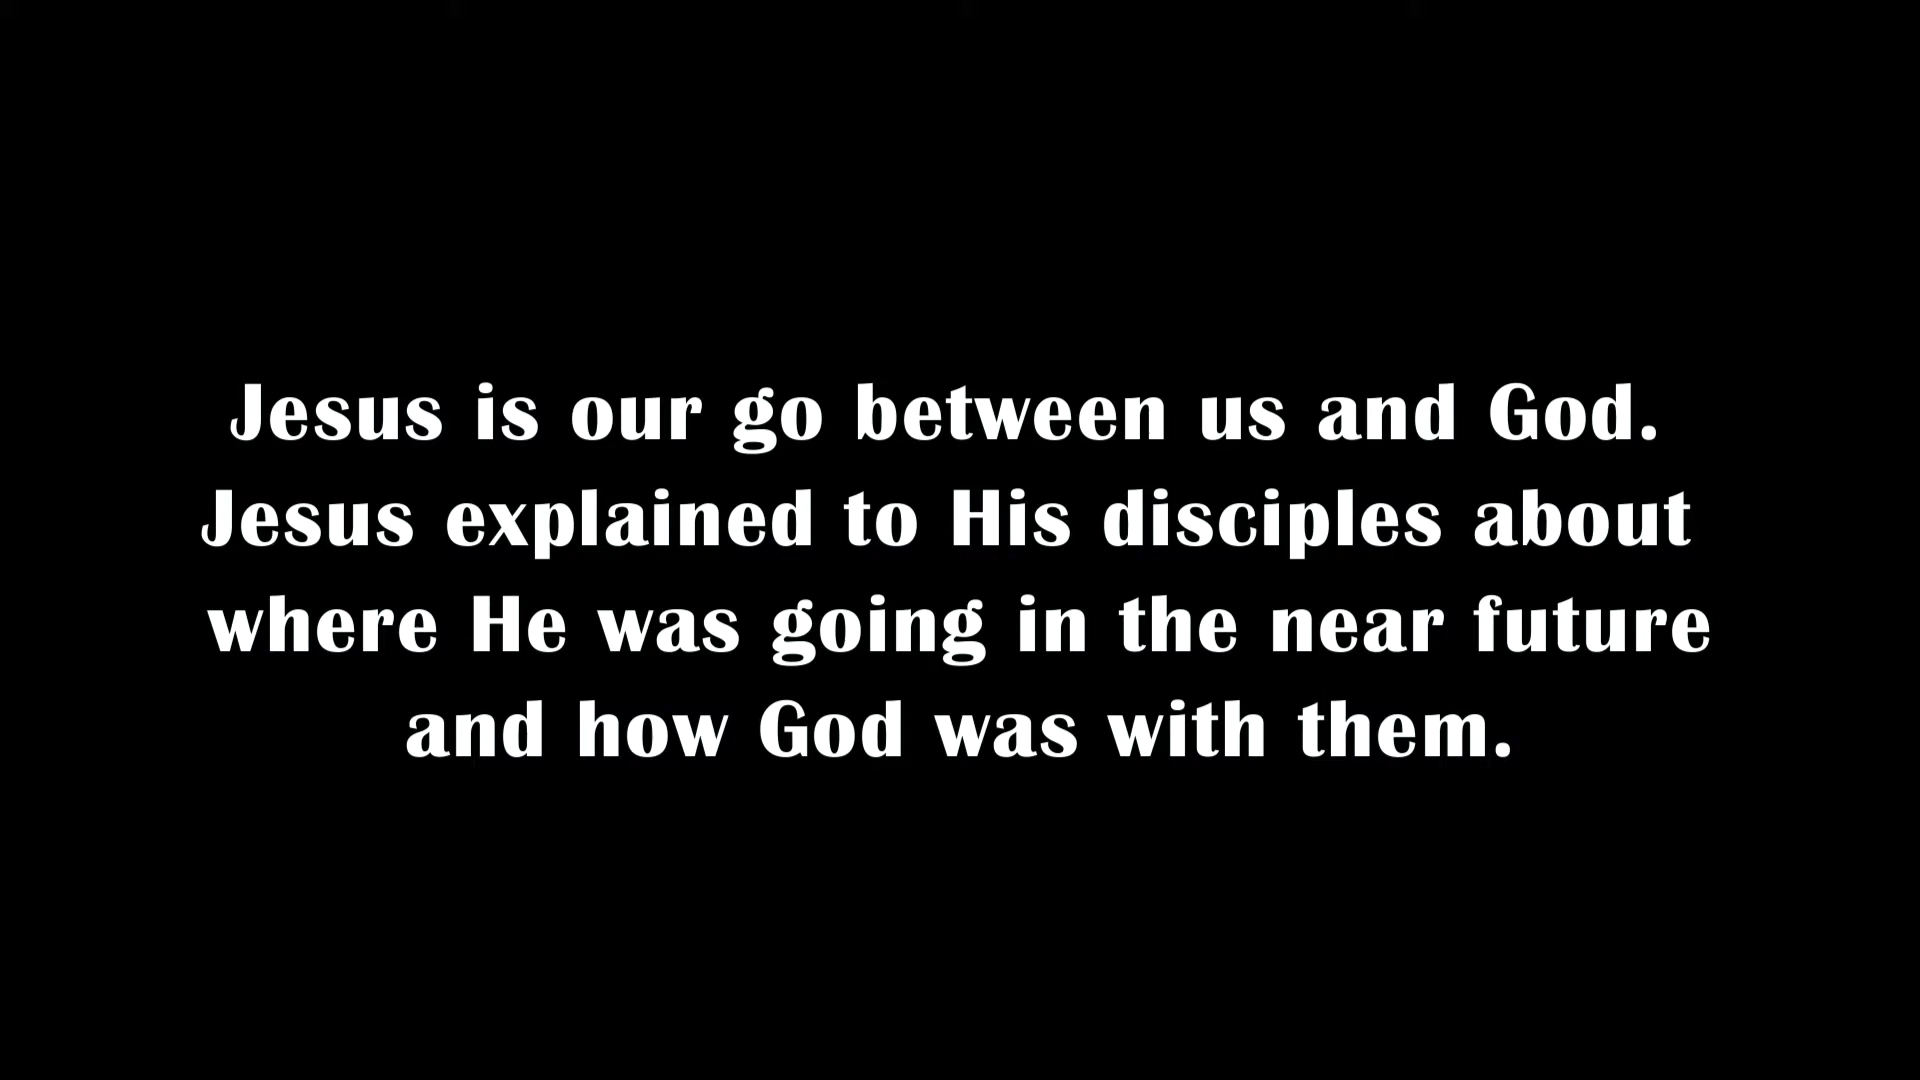 Jesus is our go between us and God.
Jesus explained to His disciples about
where He was going in the near future
and how God was with them.